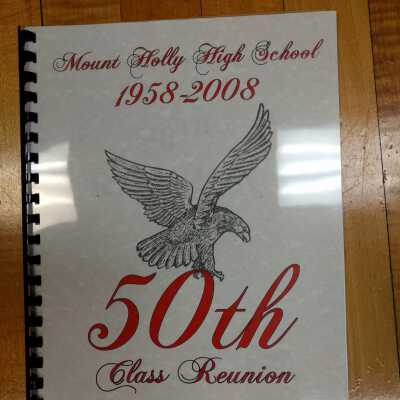 Mount Holly High School
1958-2008
50th
Class Reunion